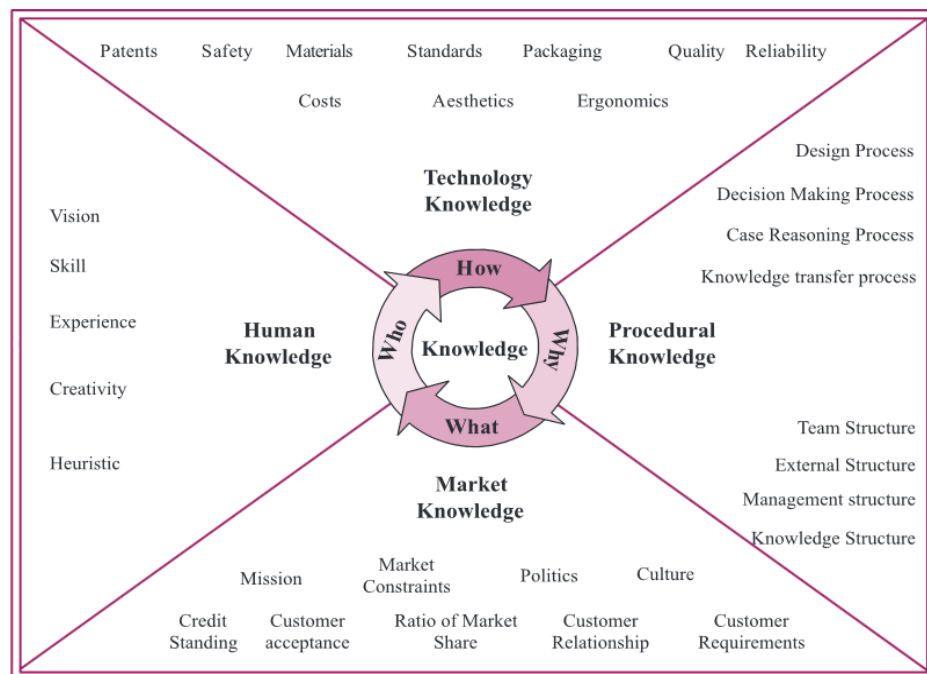 Patents Safety Materials Standards Packaging Quality Reliability
Costs Aesthetics Ergonomics
Technology
Knowledge
Design Process
Decision Making Process
Case Reasoning Process
Knowledge transfer process
Vision
Skill
Experience
Creativity
Heuristic
Human
Knowledge
How
Who
Knowledge
Why
What
Procedural
Knowledge
Team Structure
External Structure
Management structure
Knowledge Structure
Market
Knowledge
Mission
Market
Constraints
Politics
Culture
Credit
Standing
Customer
acceptance
Ratio of Market
Share
Customer
Relationship
Customer
Requirements